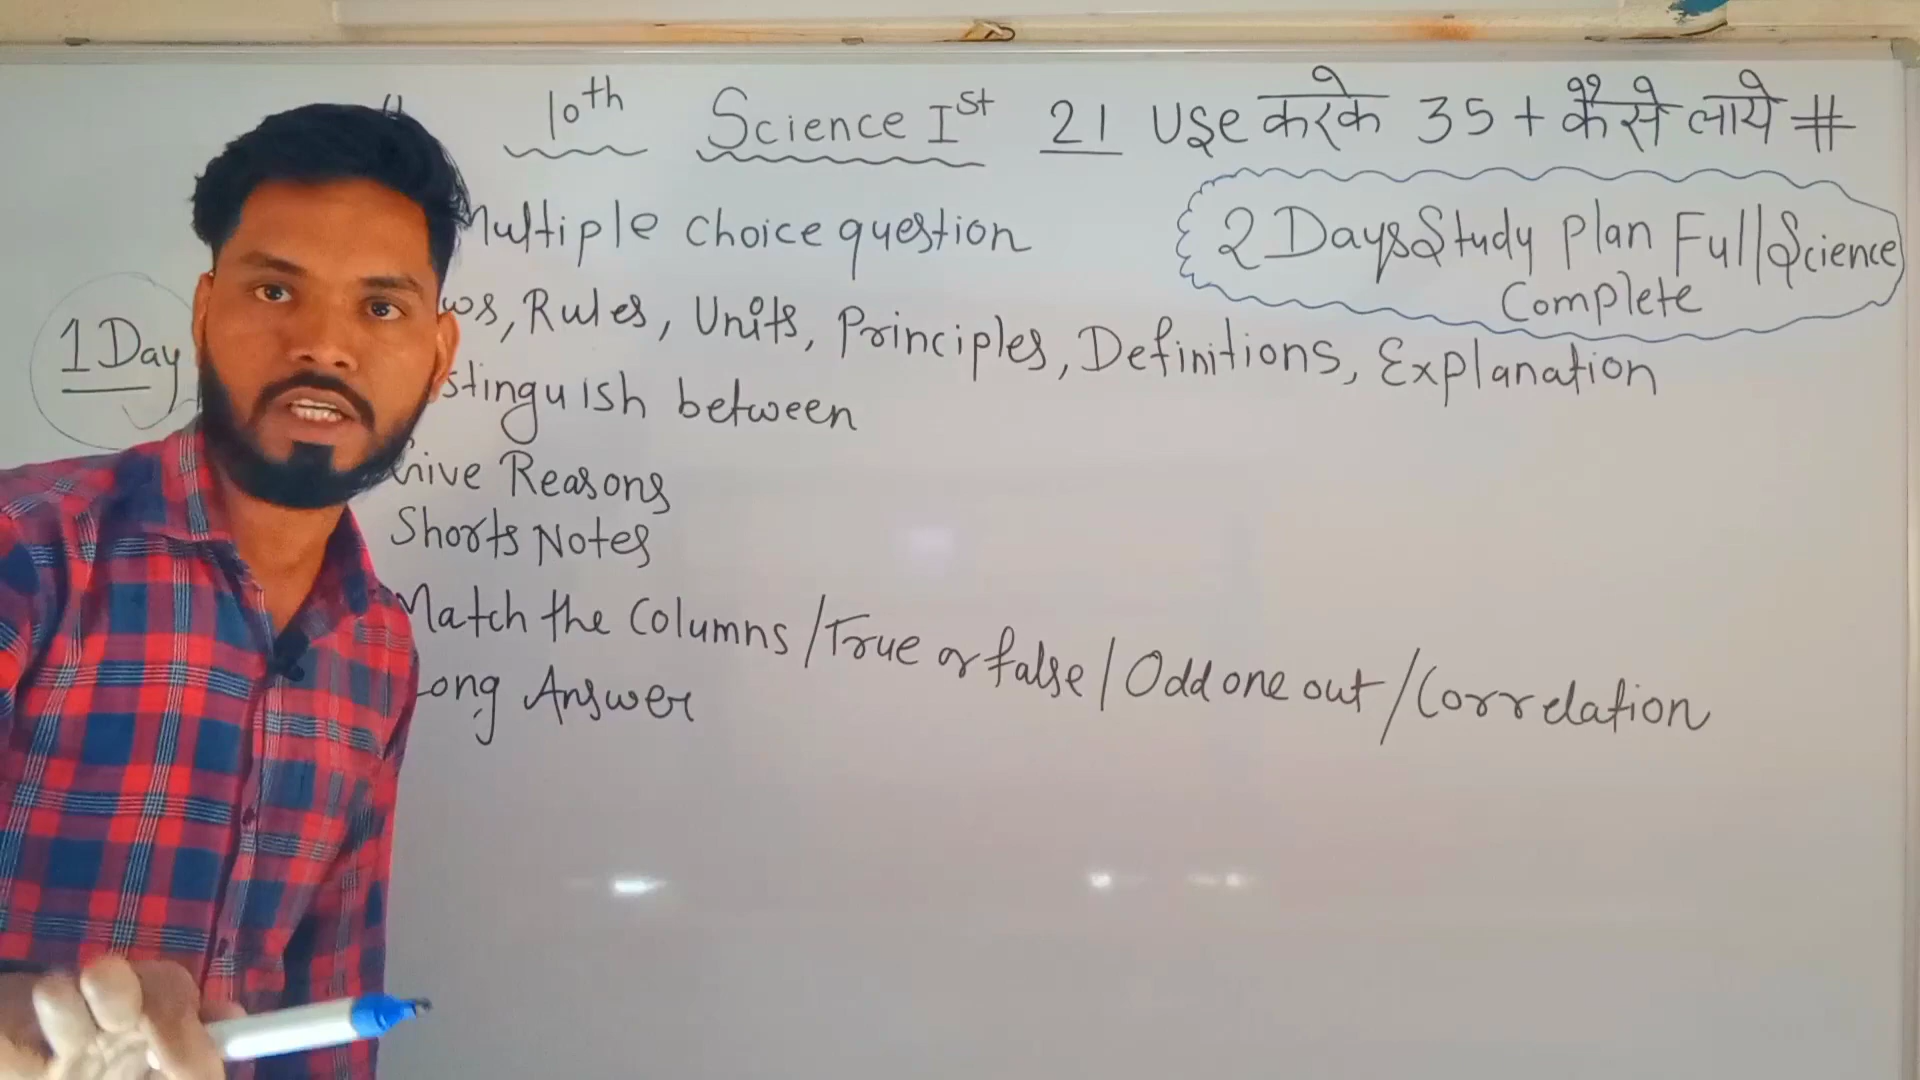 10th Science Ist 21 use करके 35 + कैसे लाये #
Multiple choice question
2 Days Study plan Full Science
Complete
1 Day
Rules, Units, Principles, Definitions, Explanation
between
Give Reasons
Shorts Notes
Match the Columns / True or false / Odd one out / Correlation
Long Answer